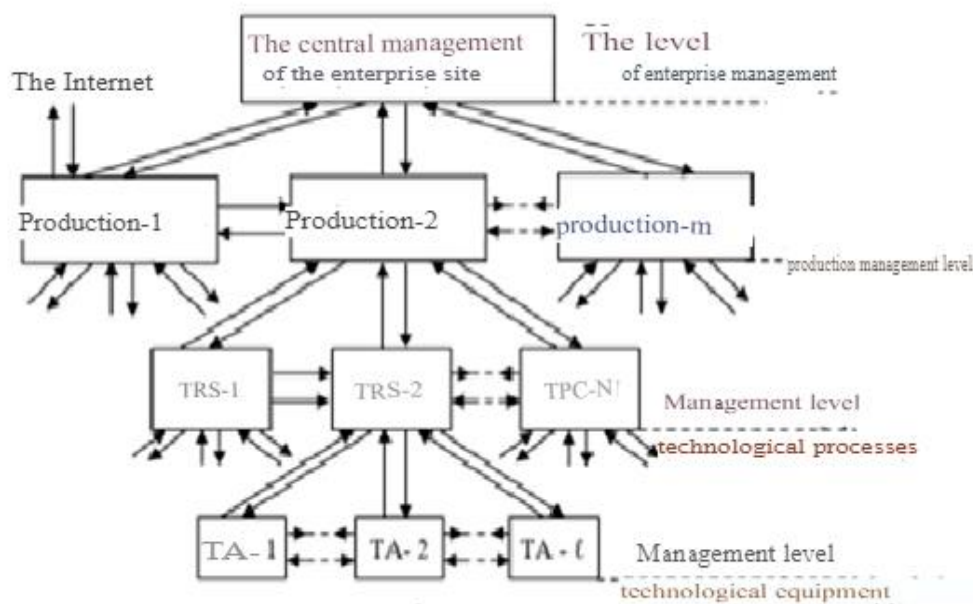 The central management
of the enterprise site
The level
of enterprise management
The Internet
Production-1
Production-2
production-m
production management level
TRS-1
TRS-2
TPC-N
Management level
technological processes
TA-1
TA-2
TA-ℓ
Management level
technological equipment